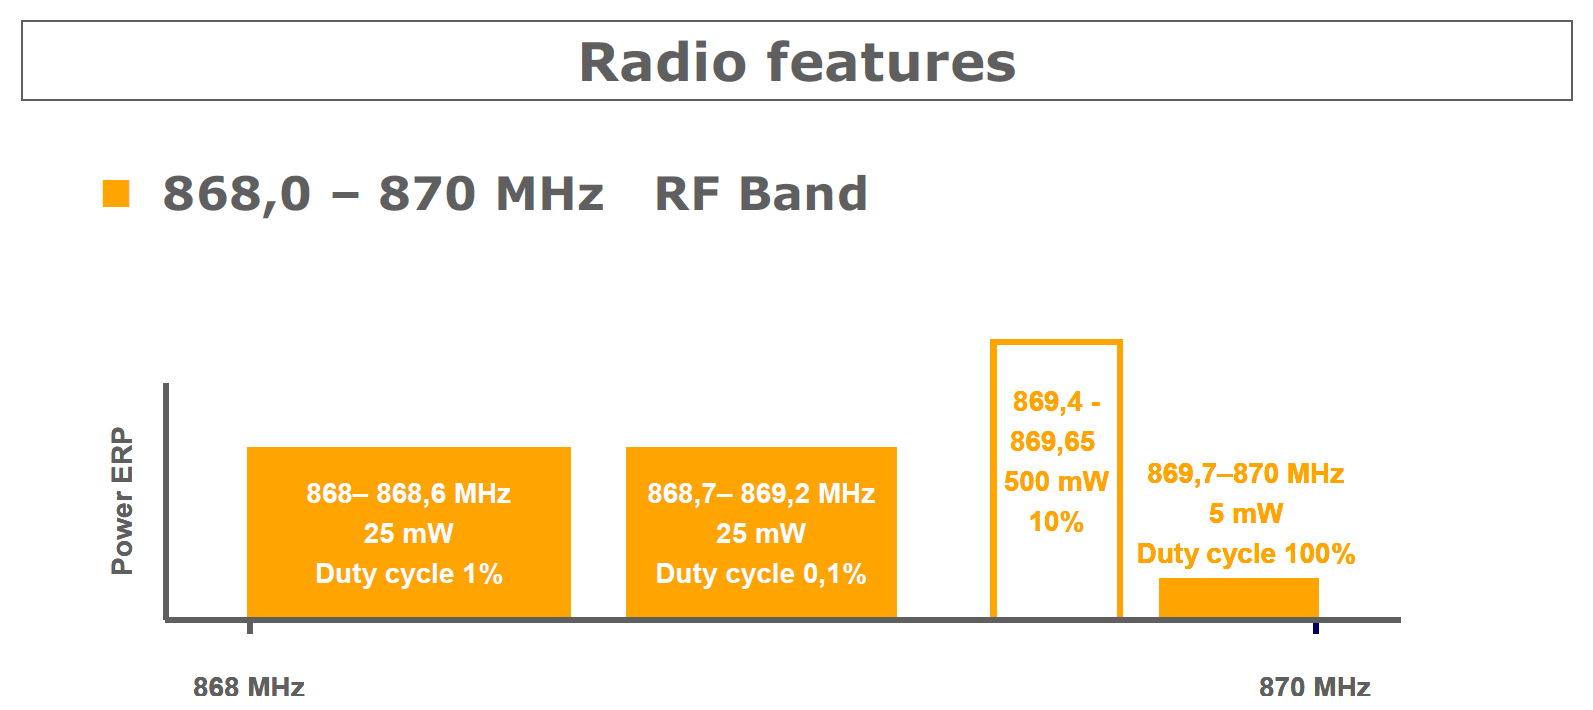 Radio features
868,0 – 870 MHz RF Band
Power ERP
868– 868,6 MHz
25 mW
Duty cycle 1%
868,7– 869,2 MHz
25 mW
Duty cycle 0,1%
869,4 -
869,65
500 mW
10%
869,7–870 MHz
5 mW
Duty cycle 100%
868 MHz
870 MHz